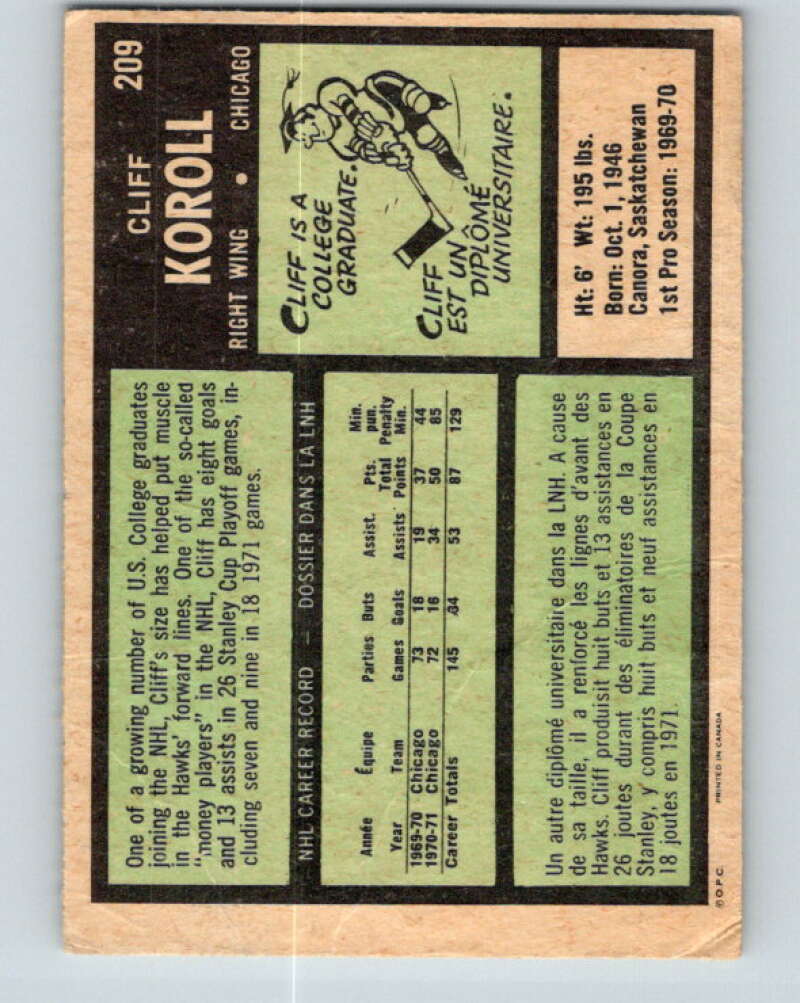 209
CLIFF
KOROLL
RIGHT WING • CHICAGO
One of a growing number of U.S. College graduates
joining the NHL, Cliff's size has helped put muscle
in the Hawks' forward lines. One of the so-called
"money players" in the NHL, Cliff has eight goals
and 13 assists in 26 Stanley Cup Playoff games, in-
cluding seven and nine in 18 1971 games.
CLIFF IS A
COLLEGE
GRADUATE.
CLIFF
EST UN
DIPLÔMÉ
UNIVERSITAIRE.
Ht: 6' Wt: 195 lbs.
Born: Oct. 1, 1946
Canora, Saskatchewan
1st Pro Season: 1969-70
NHL CAREER RECORD – DOSSIER DANS LA LNH
Année Équipe Parties Buts Assist. Pts. Total Min. pun.
Year Team Games Goals Assists Points Penalty Min.
1969-70 Chicago 73 18 19 37 44
1970-71 Chicago 72 16 34 50 85
Career Totals 145 34 53 87 129
Un autre diplômé universitaire dans la LNH. A cause
de sa taille, il a renforcé les lignes d'avant des
Hawks. Cliff produisit huit buts et 13 assistances en
26 joutes durant des éliminatoires de la Coupe
Stanley, y compris huit buts et neuf assistances en
18 joutes en 1971.
© O.P.C. PRINTED IN CANADA